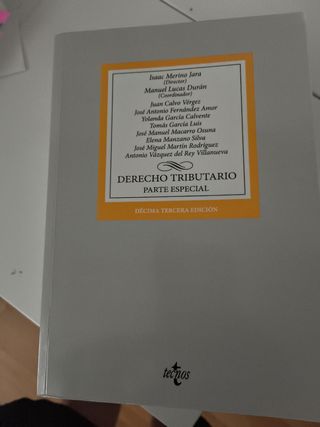 Isaac Merino Jara
(Director)
Manuel Lucas Durán
(Coordinador)
Juan Calvo Vérgez
José Antonio Fernández Amor
Yolanda García Calvente
Tomás García Luis
José Manuel Macarro Osuna
Elena Manzano Silva
José Miguel Martín Rodríguez
Antonio Vázquez del Rey Villanueva
DERECHO TRIBUTARIO
PARTE ESPECIAL
DÉCIMA TERCERA EDICIÓN
tecnos